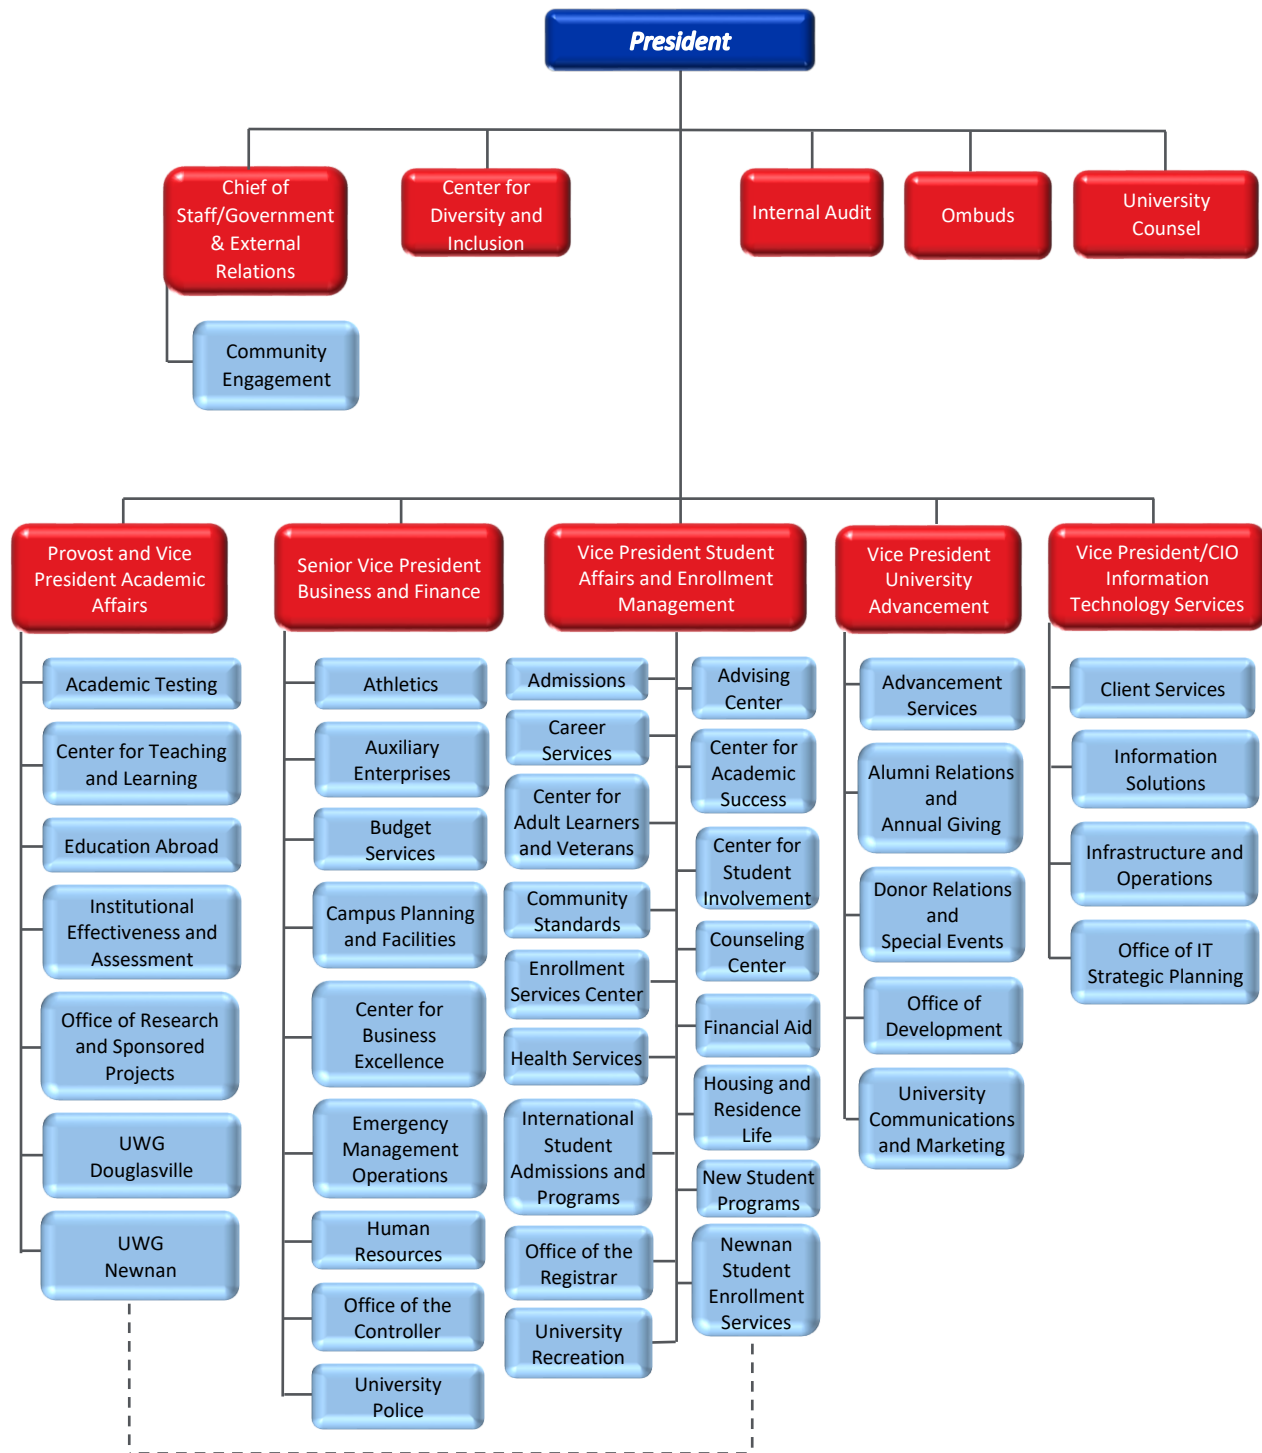 President
Chief of
Staff/Government
& External
Relations
Center for
Diversity and
Inclusion
Internal Audit
Ombuds
University
Counsel
Community
Engagement
Provost and Vice
President Academic
Affairs
Academic Testing
Center for Teaching
and Learning
Education Abroad
Institutional
Effectiveness and
Assessment
Office of Research
and Sponsored
Projects
UWG
Douglasville
UWG
Newnan
Senior Vice President
Business and Finance
Athletics
Auxiliary
Enterprises
Budget
Services
Campus Planning
and Facilities
Center for
Business
Excellence
Emergency
Management
Operations
Human
Resources
Office of the
Controller
University
Police
Vice President Student
Affairs and Enrollment
Management
Admissions
Career
Services
Center for
Adult Learners
and Veterans
Community
Standards
Enrollment
Services Center
Health Services
International
Student
Admissions and
Programs
Office of the
Registrar
University
Recreation
Advising
Center
Center for
Academic
Success
Center for
Student
Involvement
Counseling
Center
Financial Aid
Housing and
Residence
Life
New Student
Programs
Newnan
Student
Enrollment
Services
Vice President
University
Advancement
Advancement
Services
Alumni Relations
and
Annual Giving
Donor Relations
and
Special Events
Office of
Development
University
Communications
and Marketing
Vice President/CIO
Information
Technology Services
Client Services
Information
Solutions
Infrastructure and
Operations
Office of IT
Strategic Planning